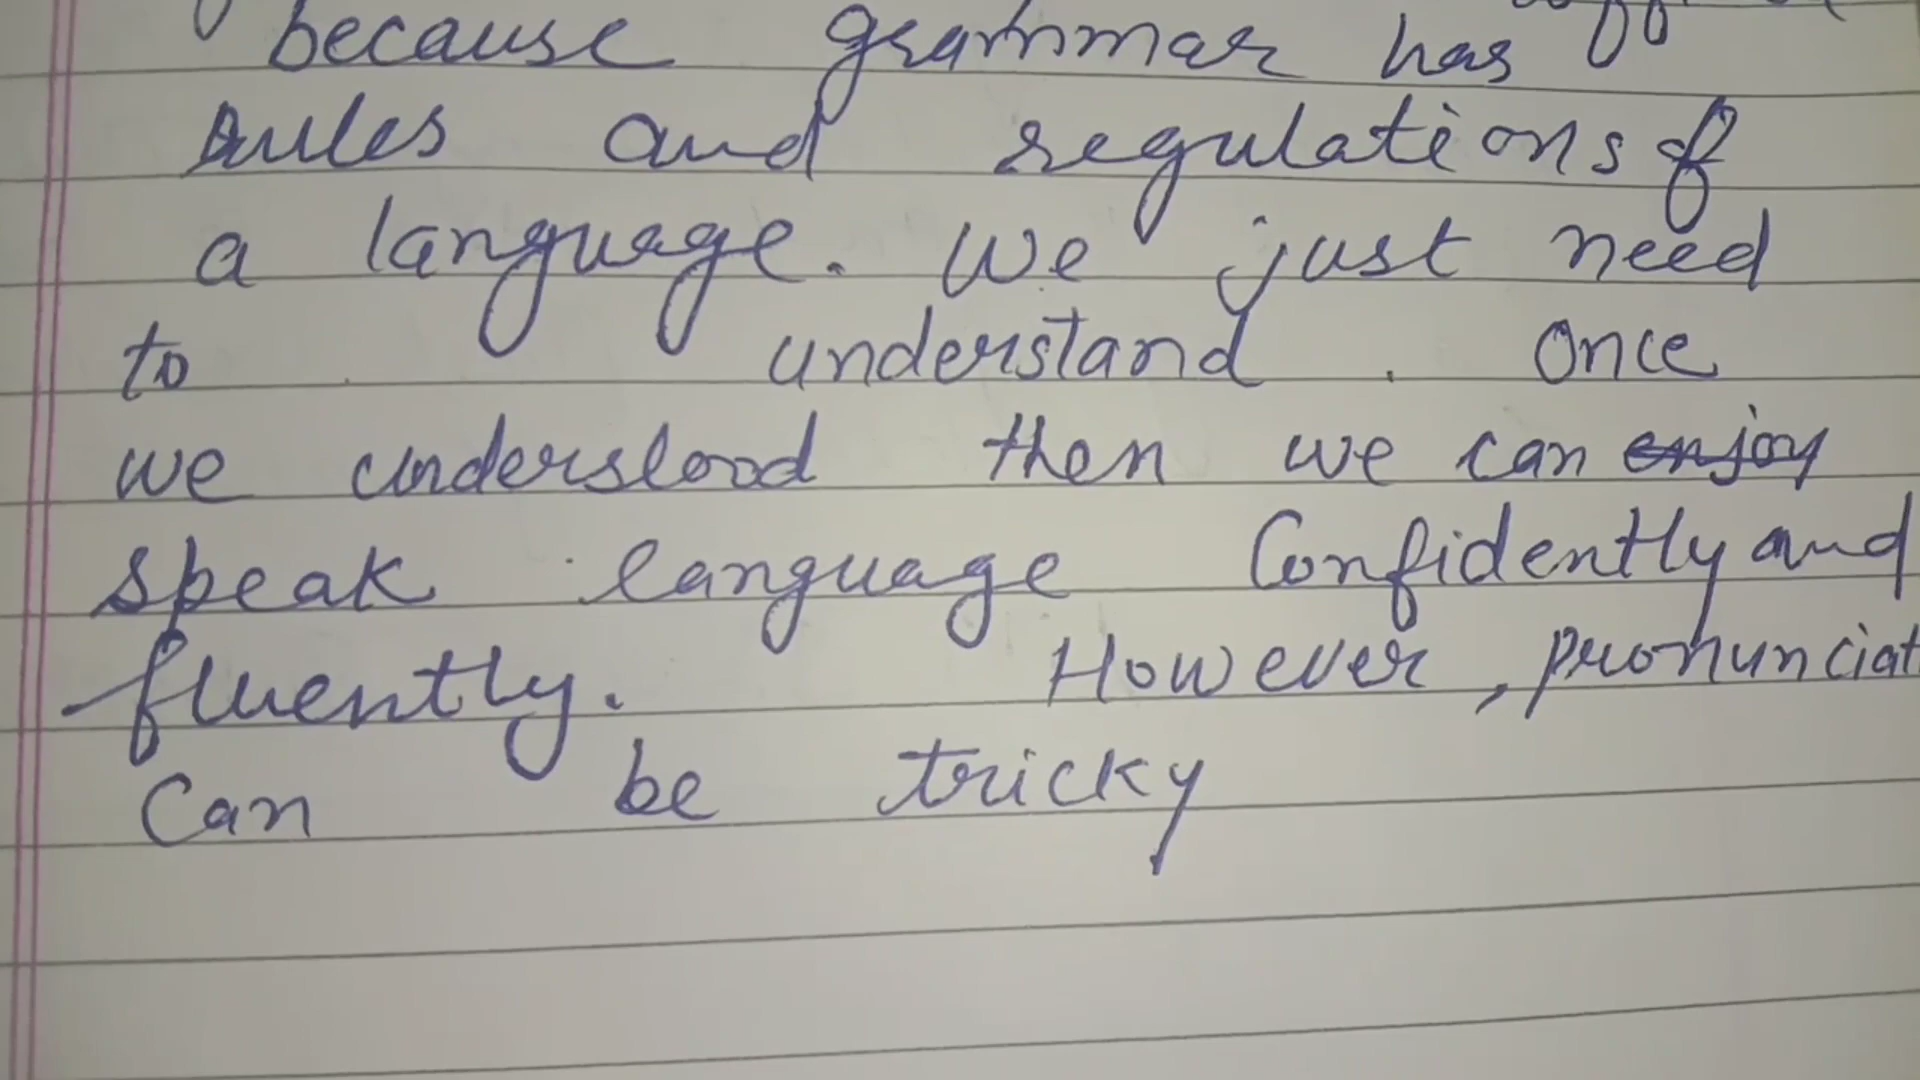 because grammar has
rules and regulations of
a language. We just need
to understand. Once
we understood then we can enjoy
speak language Confidently and
fluently. However, pronunciat
Can be tricky